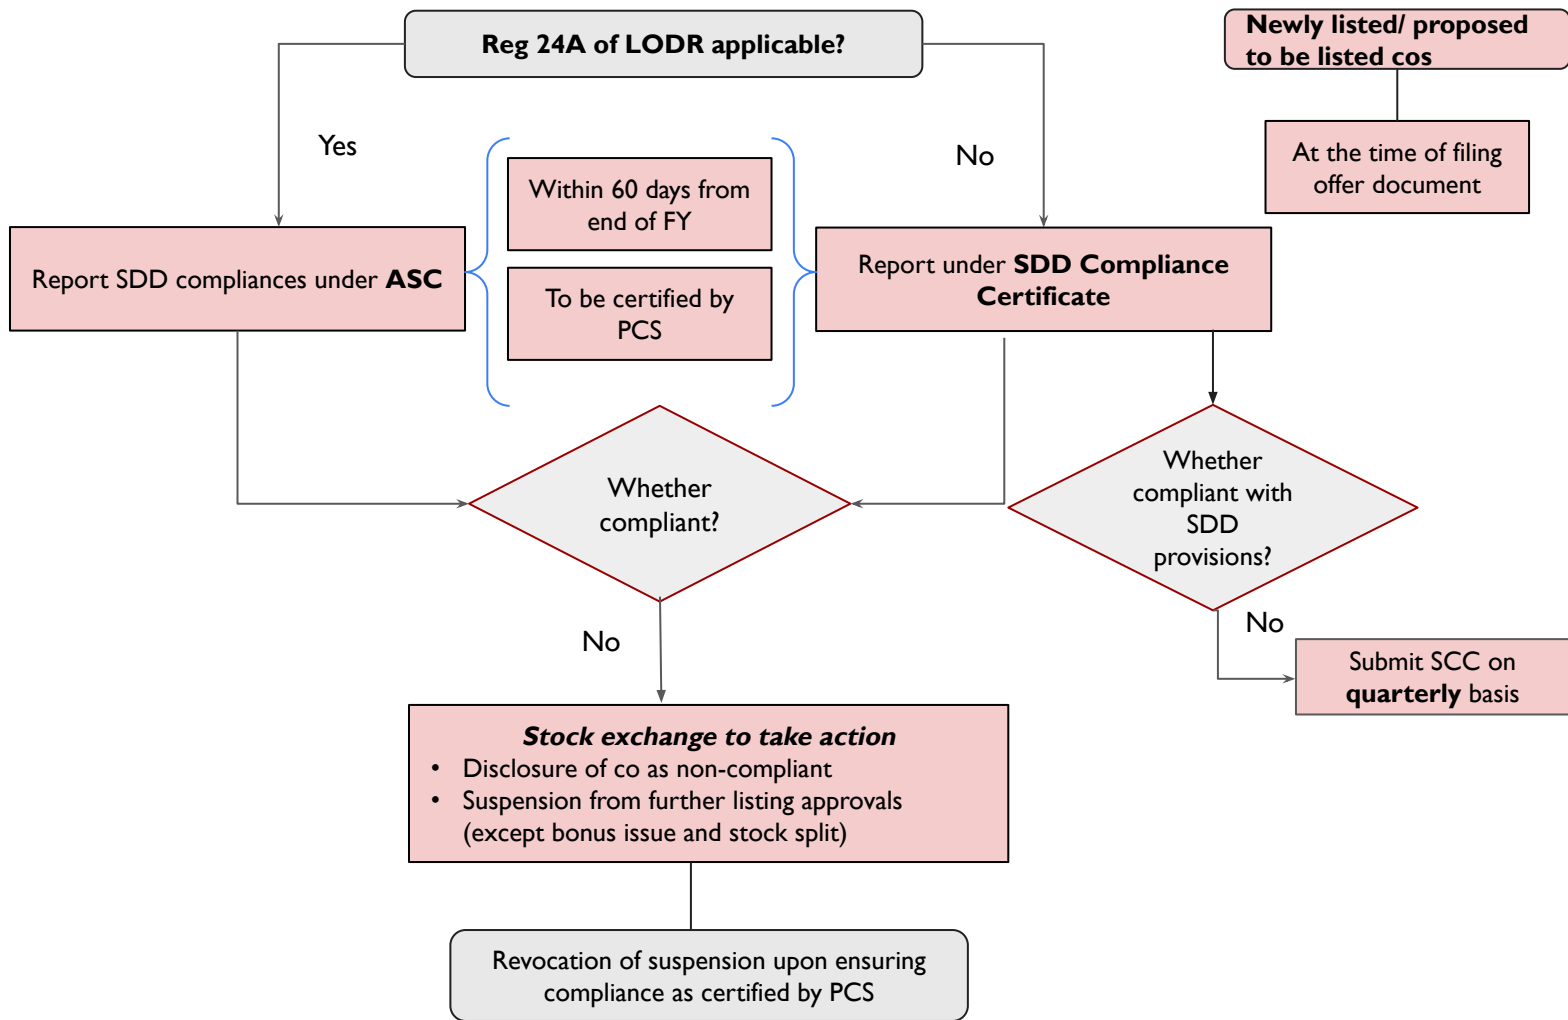 Reg 24A of LODR applicable?
Newly listed/ proposed
to be listed cos
At the time of filing
offer document
Yes
No
Within 60 days from
end of FY
To be certified by
PCS
Report SDD compliances under ASC
Report under SDD Compliance
Certificate
Whether
compliant?
Whether
compliant with
SDD
provisions?
No
No
Submit SCC on
quarterly basis
Stock exchange to take action
• Disclosure of co as non-compliant
• Suspension from further listing approvals
(except bonus issue and stock split)
Revocation of suspension upon ensuring
compliance as certified by PCS